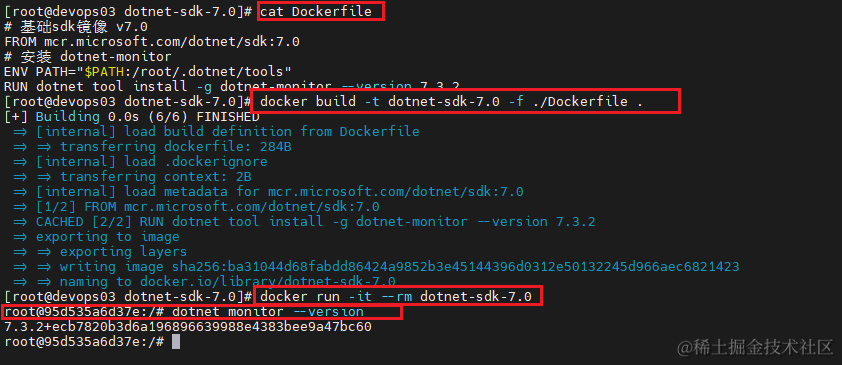 [root@devops03 dotnet-sdk-7.0]# cat Dockerfile
# 基础sdk镜像 v7.0
FROM mcr.microsoft.com/dotnet/sdk:7.0
# 安装 dotnet-monitor
ENV PATH="$PATH:/root/.dotnet/tools"
RUN dotnet tool install -g dotnet-monitor --version 7.3.2
[root@devops03 dotnet-sdk-7.0]# docker build -t dotnet-sdk-7.0 -f ./Dockerfile .
[+] Building 0.0s (6/6) FINISHED
=> [internal] load build definition from Dockerfile
=> => transferring dockerfile: 284B
=> [internal] load .dockerignore
=> => transferring context: 2B
=> [internal] load metadata for mcr.microsoft.com/dotnet/sdk:7.0
=> [1/2] FROM mcr.microsoft.com/dotnet/sdk:7.0
=> CACHED [2/2] RUN dotnet tool install -g dotnet-monitor --version 7.3.2
=> exporting to image
=> => exporting layers
=> => writing image sha256:ba31044d68fabdd86424a9852b3e45144396d0312e50132245d966aec6821423
=> => naming to docker.io/library/dotnet-sdk-7.0
[root@devops03 dotnet-sdk-7.0]# docker run -it --rm dotnet-sdk-7.0
root@95d535a6d37e:/# dotnet monitor --version
7.3.2+ecb7820b3d6a196896639988e4383bee9a47bc60
root@95d535a6d37e:/#
@稀土掘金技术社区